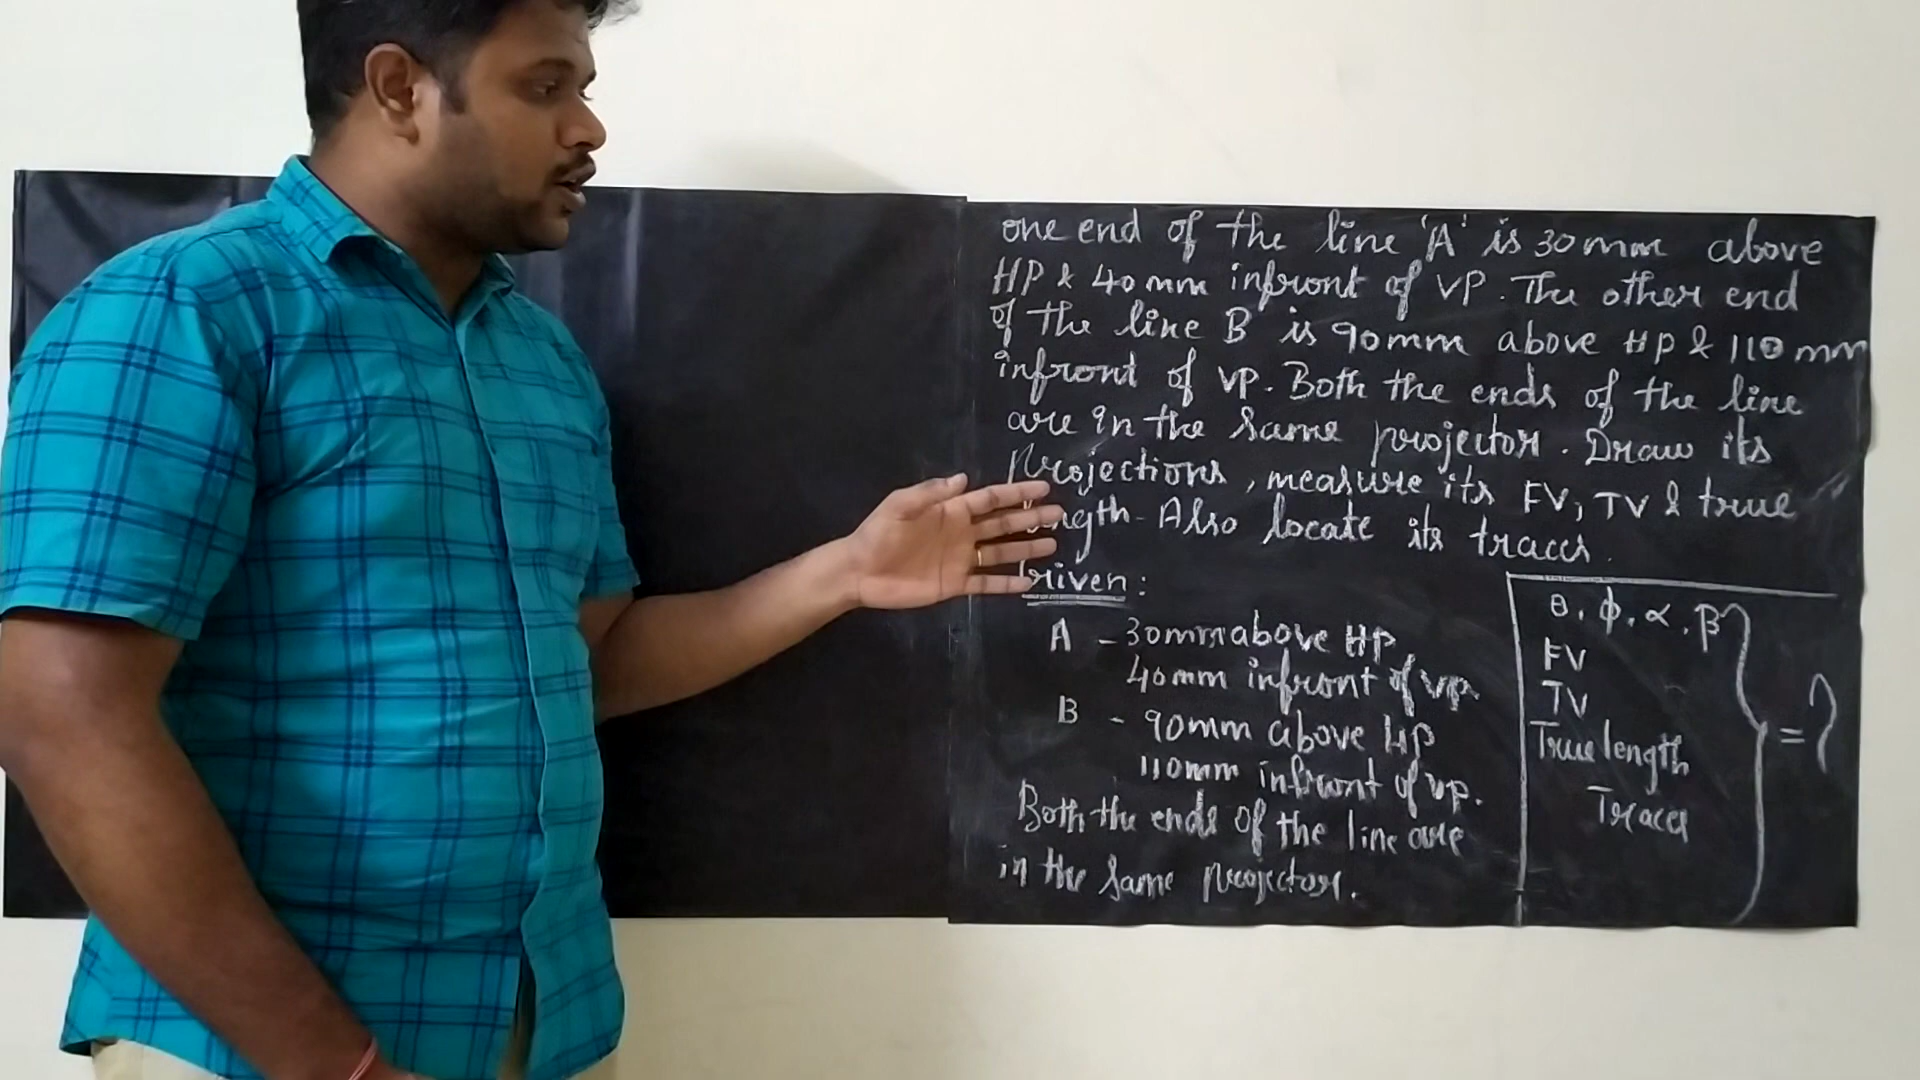 one end of the line 'A' is 30mm above
HP & 40mm infront of VP. The other end
of the line B is 90mm above HP & 110mm
infront of VP. Both the ends of the line
are in the same projector. Draw its
projections, measure its FV, TV & true
length. Also locate its traces.
Given:
A - 30mm above HP
40mm infront of VP.
B - 90mm above HP
110mm infront of VP.
Both the ends of the line are
in the same projector.
θ, ϕ, α, β
FV
TV
True length
Traces
= ?